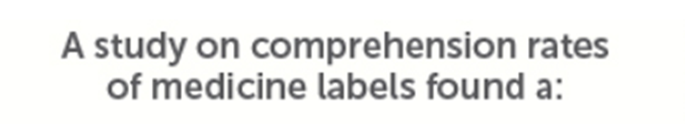 A study on comprehension rates
of medicine labels found a: